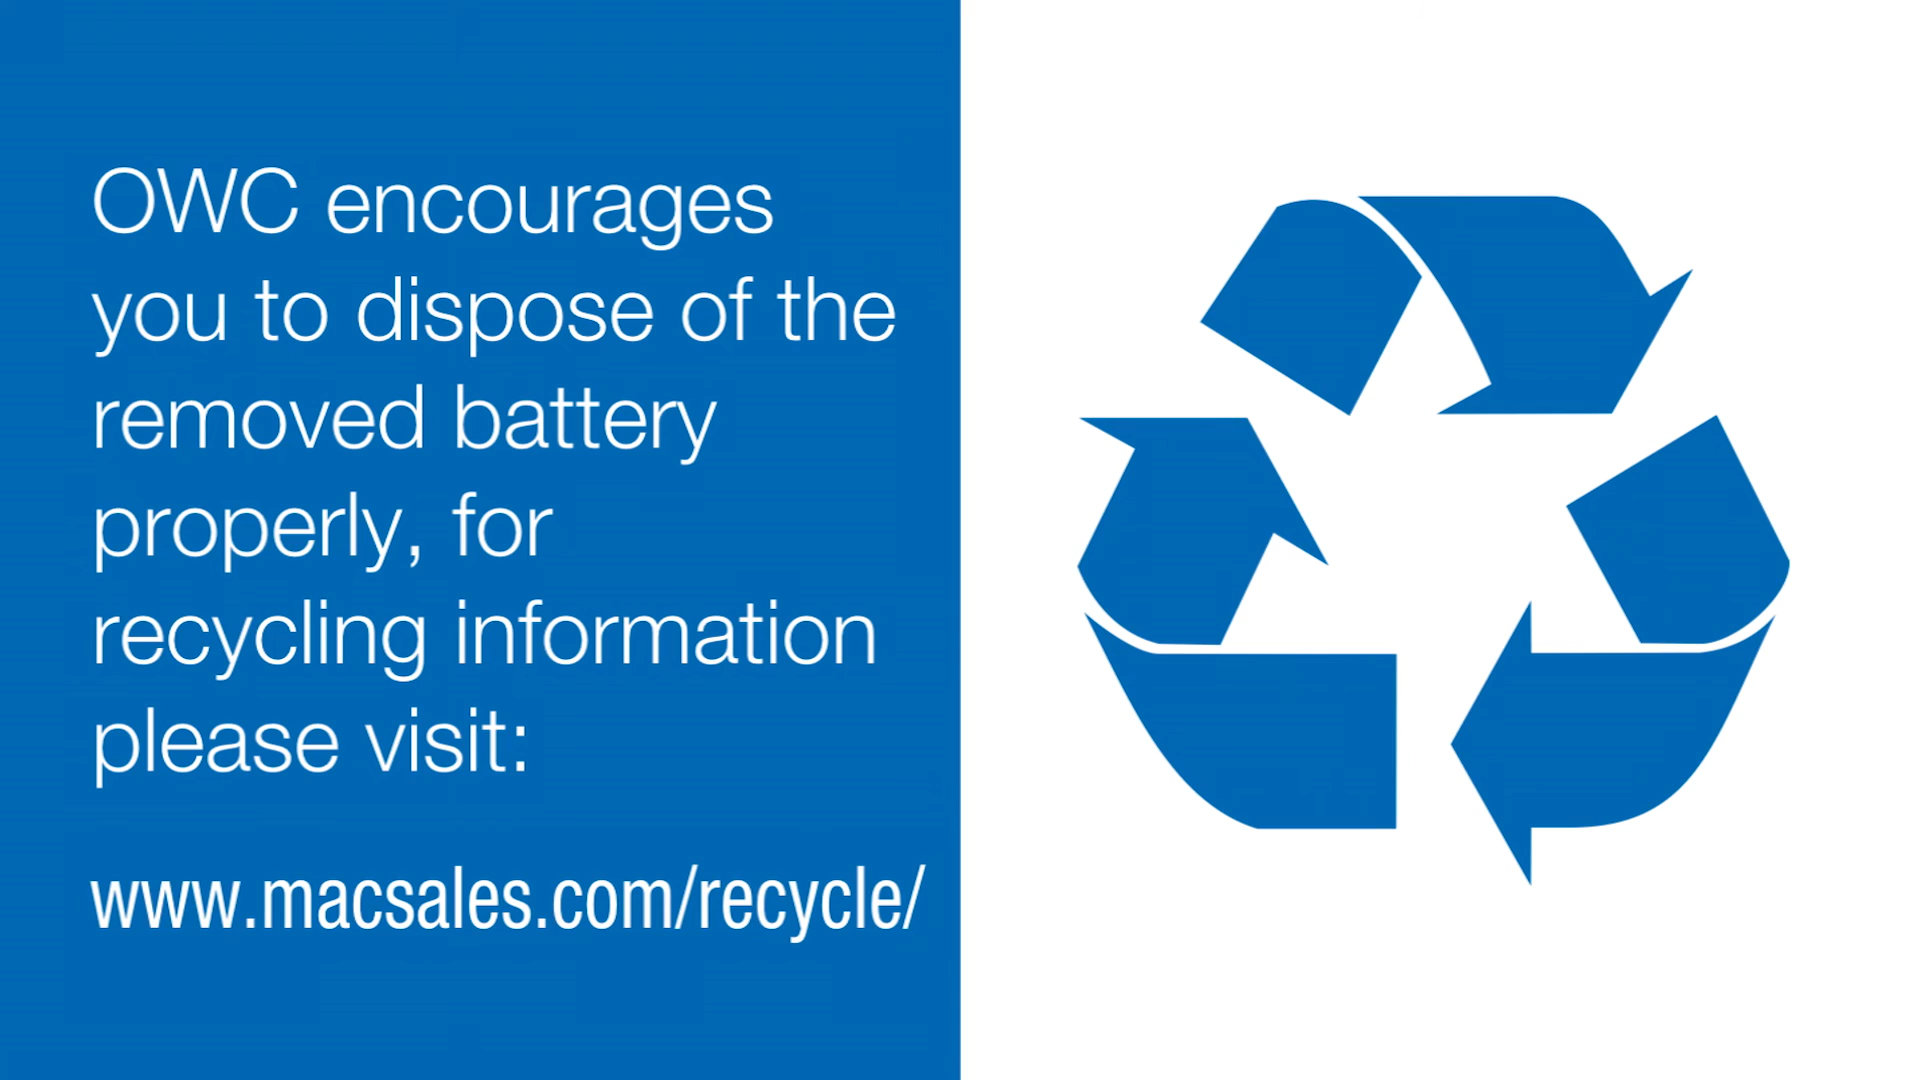 OWC encourages
you to dispose of the
removed battery
properly, for
recycling information
please visit:
www.macsales.com/recycle/